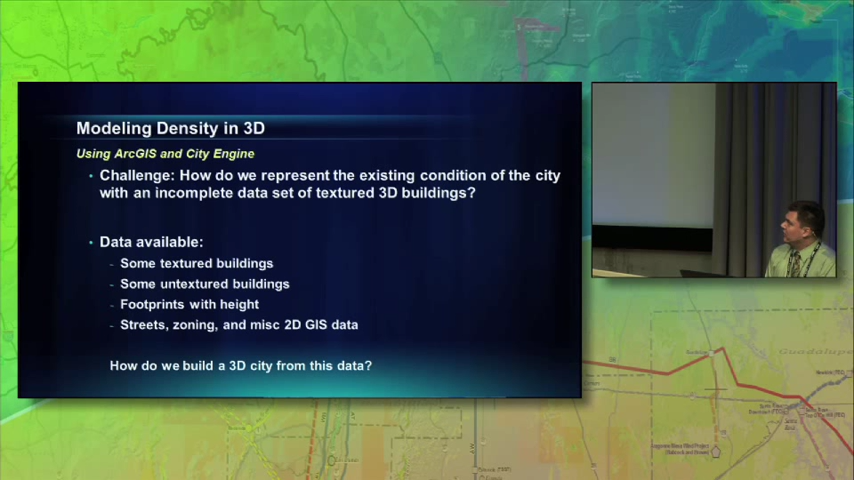 Modeling Density in 3D
Using ArcGIS and City Engine
• Challenge: How do we represent the existing condition of the city
with an incomplete data set of textured 3D buildings?
• Data available:
- Some textured buildings
- Some untextured buildings
- Footprints with height
- Streets, zoning, and misc 2D GIS data
How do we build a 3D city from this data?